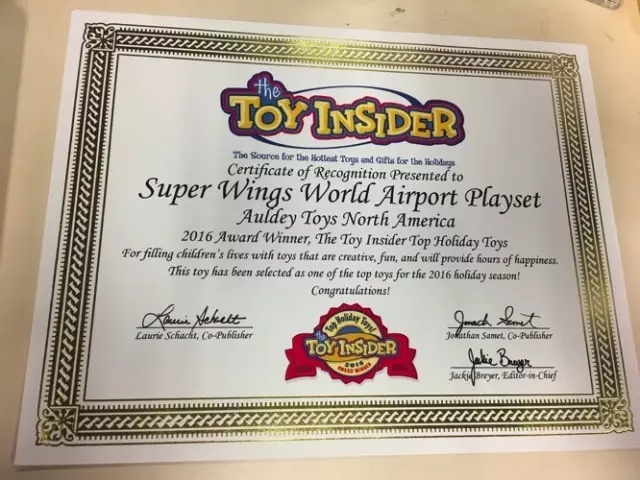 the
TOY INSIDER
The Source for the Hottest Toys and Gifts for the Holidays
Certificate of Recognition Presented to
Super Wings World Airport Playset
Auldey Toys North America
2016 Award Winner, The Toy Insider Top Holiday Toys
For filling children's lives with toys that are creative, fun, and will provide hours of happiness.
This toy has been selected as one of the top toys for the 2016 holiday season!
Congratulations!
Laurie Schacht
Laurie Schacht, Co-Publisher
Top Holiday Toys!
the
TOY INSIDER
2016
AWARD WINNER
Jonathan Samet, Co-Publisher
Jackie Breyer
Jackie Breyer, Editor-in-Chief